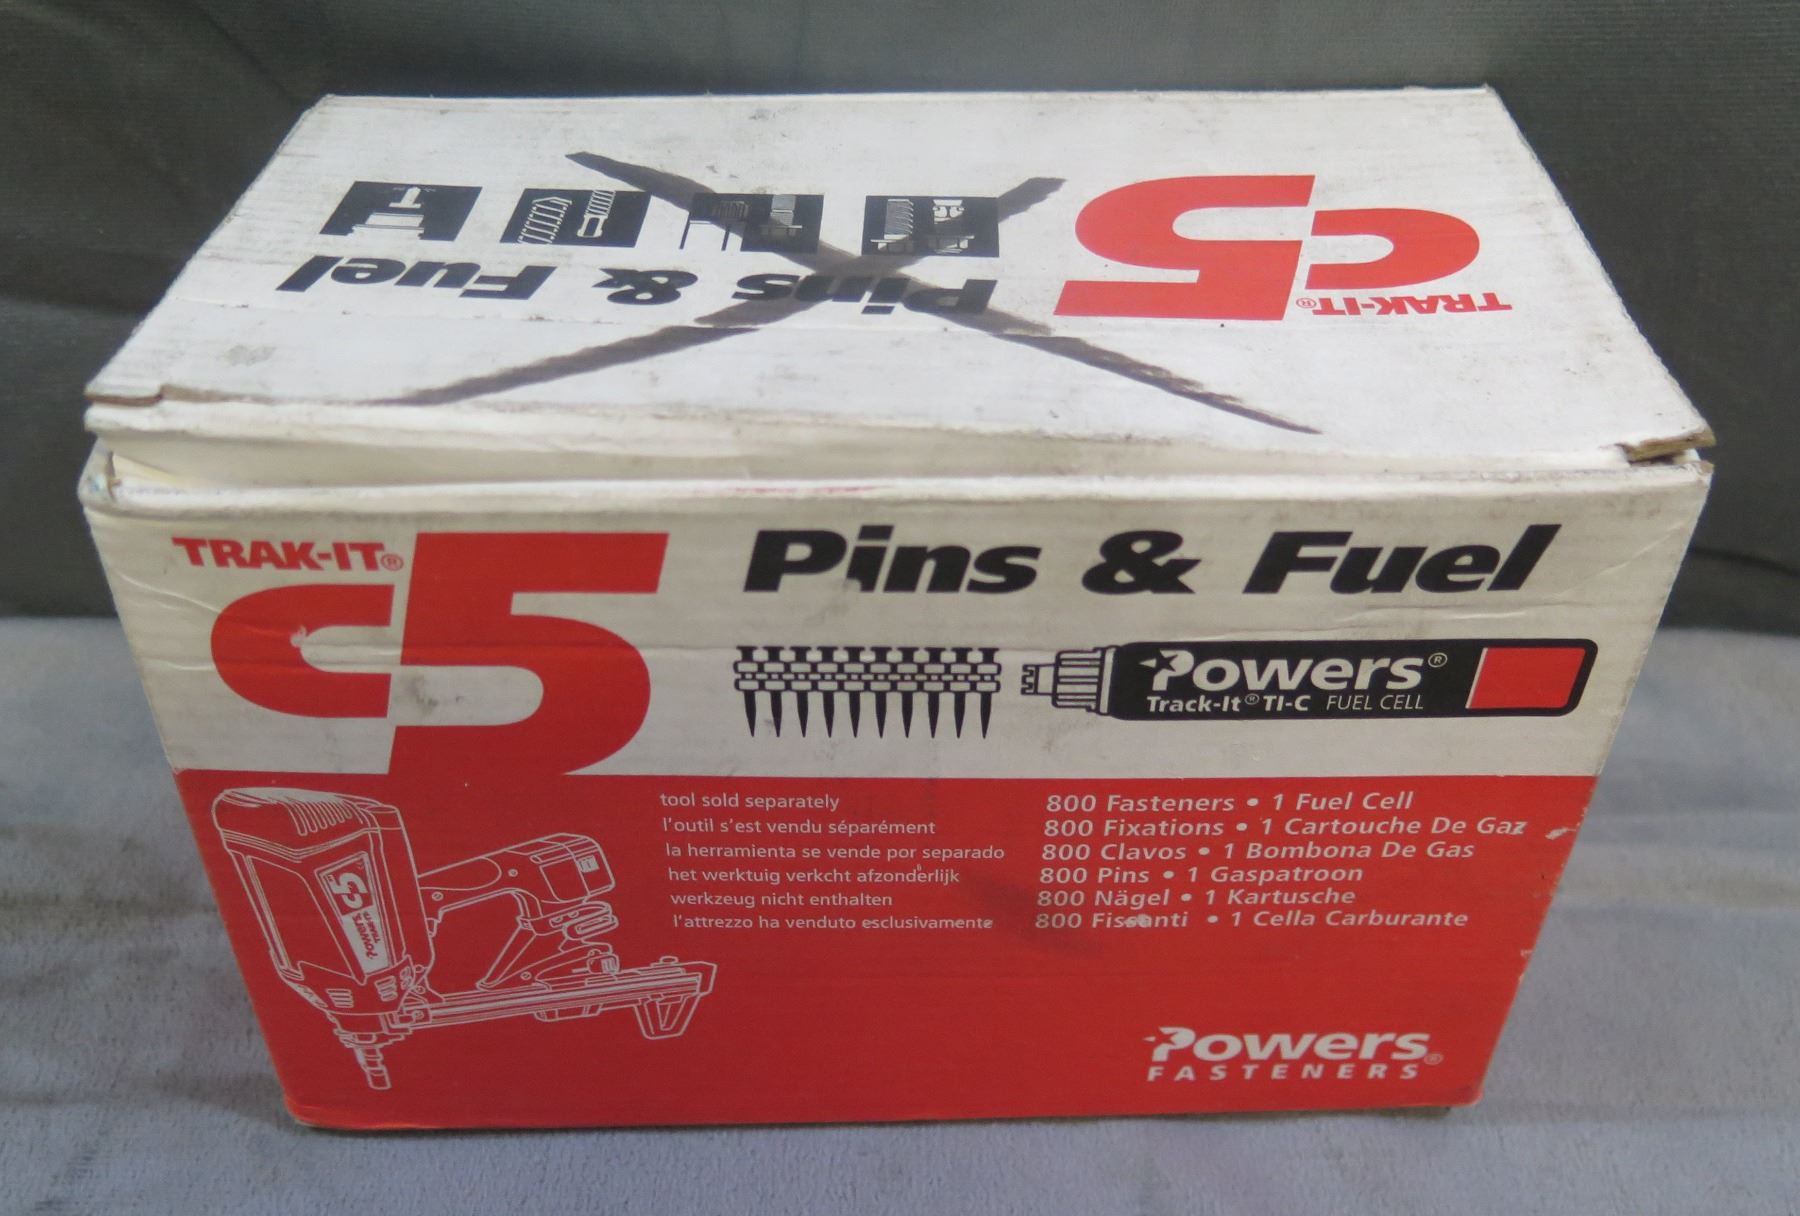 TRAK-IT®
C5
Pins & Fuel
TRAK-IT®
C5
Pins & Fuel
Powers®
Track-It® TI-C FUEL CELL
tool sold separately
l'outil s'est vendu séparément
la herramienta se vende por separado
het werktuig verkcht afzonderlijk
werkzeug nicht enthalten
l'attrezzo ha venduto esclusivamente
800 Fasteners • 1 Fuel Cell
800 Fixations • 1 Cartouche De Gaz
800 Clavos • 1 Bombona De Gas
800 Pins • 1 Gaspatroon
800 Nägel • 1 Kartusche
800 Fissanti • 1 Cella Carburante
C5
Powers
Powers®
FASTENERS